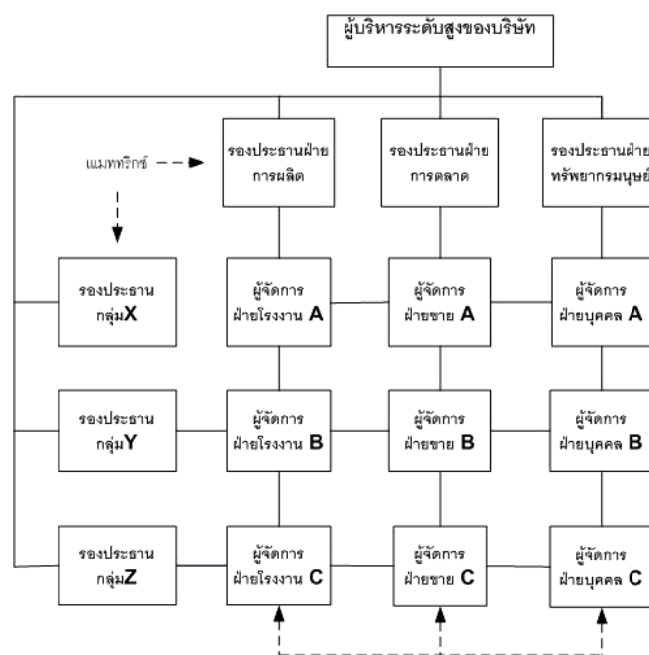 ผู้บริหารระดับสูงของบริษัท
รองประธานฝ่าย
การผลิต
รองประธานฝ่าย
การตลาด
รองประธานฝ่าย
ทรัพยากรมนุษย์
แมททริกซ์
รองประธาน
กลุ่มX
ผู้จัดการ
ฝ่ายโรงงาน A
ผู้จัดการ
ฝ่ายขาย A
ผู้จัดการ
ฝ่ายบุคคล A
รองประธาน
กลุ่มY
ผู้จัดการ
ฝ่ายโรงงาน B
ผู้จัดการ
ฝ่ายขาย B
ผู้จัดการ
ฝ่ายบุคคล B
รองประธาน
กลุ่มZ
ผู้จัดการ
ฝ่ายโรงงาน C
ผู้จัดการ
ฝ่ายขาย C
ผู้จัดการ
ฝ่ายบุคคล C